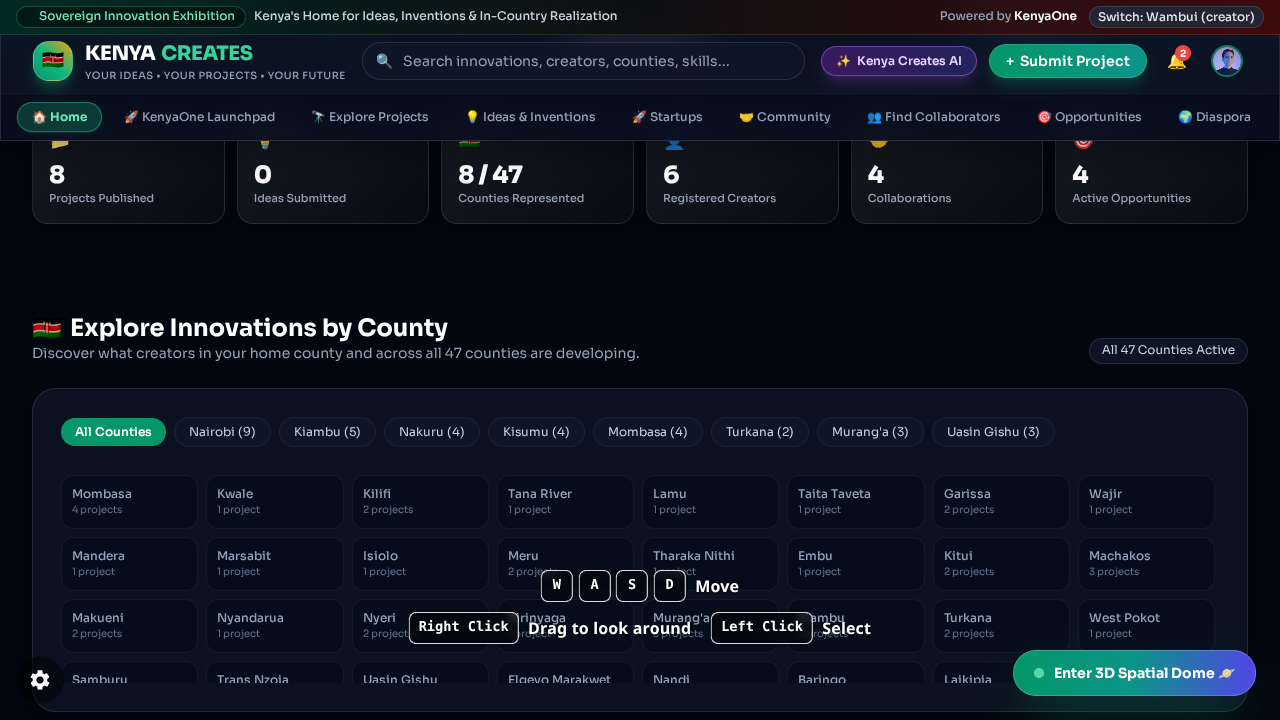 Sovereign Innovation Exhibition
Kenya's Home for Ideas, Inventions & In-Country Realization
Powered by KenyaOne
Switch: Wambui (creator)
KENYA CREATES
YOUR IDEAS • YOUR PROJECTS • YOUR FUTURE
Search innovations, creators, counties, skills...
Kenya Creates AI
+ Submit Project
2
Home
KenyaOne Launchpad
Explore Projects
Ideas & Inventions
Startups
Community
Find Collaborators
Opportunities
Diaspora
8
Projects Published
0
Ideas Submitted
8 / 47
Counties Represented
6
Registered Creators
4
Collaborations
4
Active Opportunities
Explore Innovations by County
Discover what creators in your home county and across all 47 counties are developing.
All 47 Counties Active
All Counties
Nairobi (9)
Kiambu (5)
Nakuru (4)
Kisumu (4)
Mombasa (4)
Turkana (2)
Murang'a (3)
Uasin Gishu (3)
Mombasa
4 projects
Kwale
1 project
Kilifi
2 projects
Tana River
1 project
Lamu
1 project
Taita Taveta
1 project
Garissa
2 projects
Wajir
1 project
Mandera
1 project
Marsabit
1 project
Isiolo
1 project
Meru
Tharaka Nithi
Embu
1 project
Kitui
2 projects
Machakos
3 projects
Makueni
2 projects
Nyandarua
1 project
Nyeri
Murang'a
Turkana
2 projects
West Pokot
1 project
W A S D Move
Right Click Drag to look around Left Click Select
Samburu
Trans Nzoia
Uasin Gishu
Elgeyo Marakwet
Nandi
Baringo
Laikipia
Enter 3D Spatial Dome